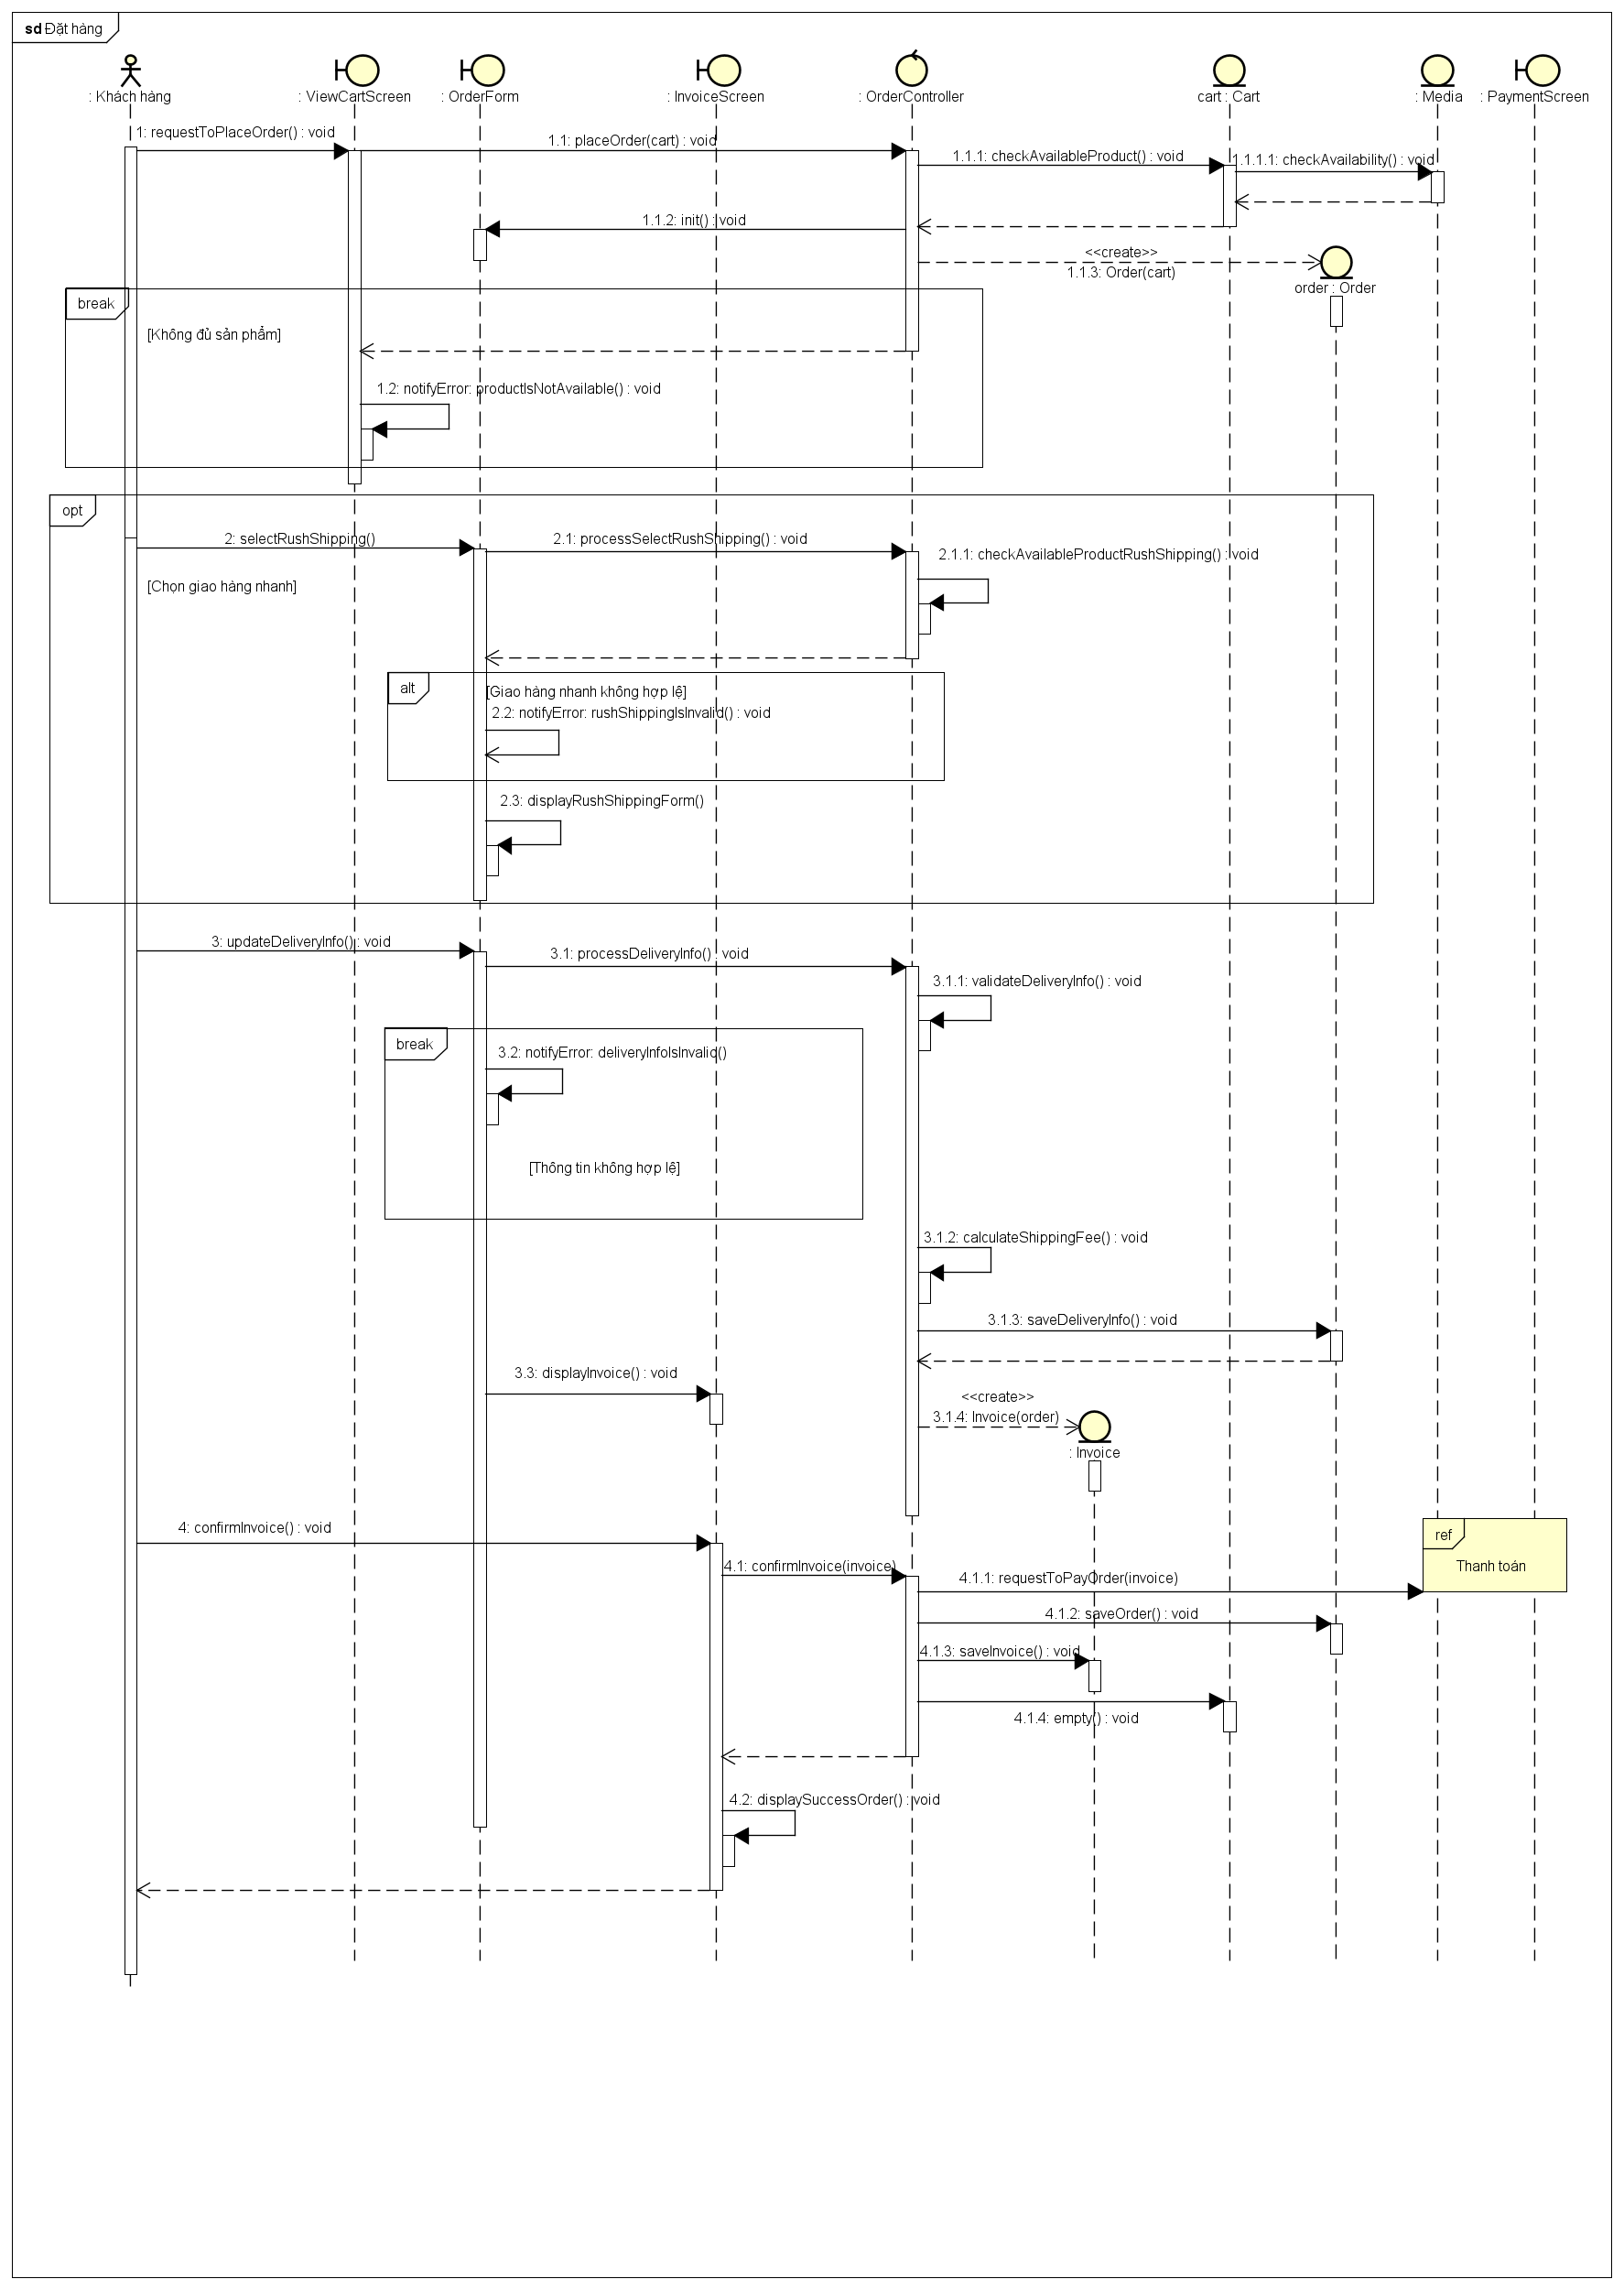 sd Đặt hàng
: Khách hàng
: ViewCartScreen
: OrderForm
: InvoiceScreen
: OrderController
cart : Cart
: Media
: PaymentScreen
1: requestToPlaceOrder() : void
1.1: placeOrder(cart) : void
1.1.1: checkAvailableProduct() : void
1.1.1.1: checkAvailability() : void
1.1.2: init() : void
<<create>>
1.1.3: Order(cart)
order : Order
break
[Không đủ sản phẩm]
1.2: notifyError: productIsNotAvailable() : void
opt
2: selectRushShipping()
2.1: processSelectRushShipping() : void
2.1.1: checkAvailableProductRushShipping() : void
[Chọn giao hàng nhanh]
alt
[Giao hàng nhanh không hợp lệ]
2.2: notifyError: rushShippingIsInvalid() : void
2.3: displayRushShippingForm()
3: updateDeliveryInfo() : void
3.1: processDeliveryInfo() : void
3.1.1: validateDeliveryInfo() : void
break
3.2: notifyError: deliveryInfoIsInvalid()
[Thông tin không hợp lệ]
3.1.2: calculateShippingFee() : void
3.1.3: saveDeliveryInfo() : void
3.3: displayInvoice() : void
<<create>>
3.1.4: Invoice(order)
: Invoice
4: confirmInvoice() : void
ref
Thanh toán
4.1: confirmInvoice(invoice)
4.1.1: requestToPayOrder(invoice)
4.1.2: saveOrder() : void
4.1.3: saveInvoice() : void
4.1.4: empty() : void
4.2: displaySuccessOrder() : void